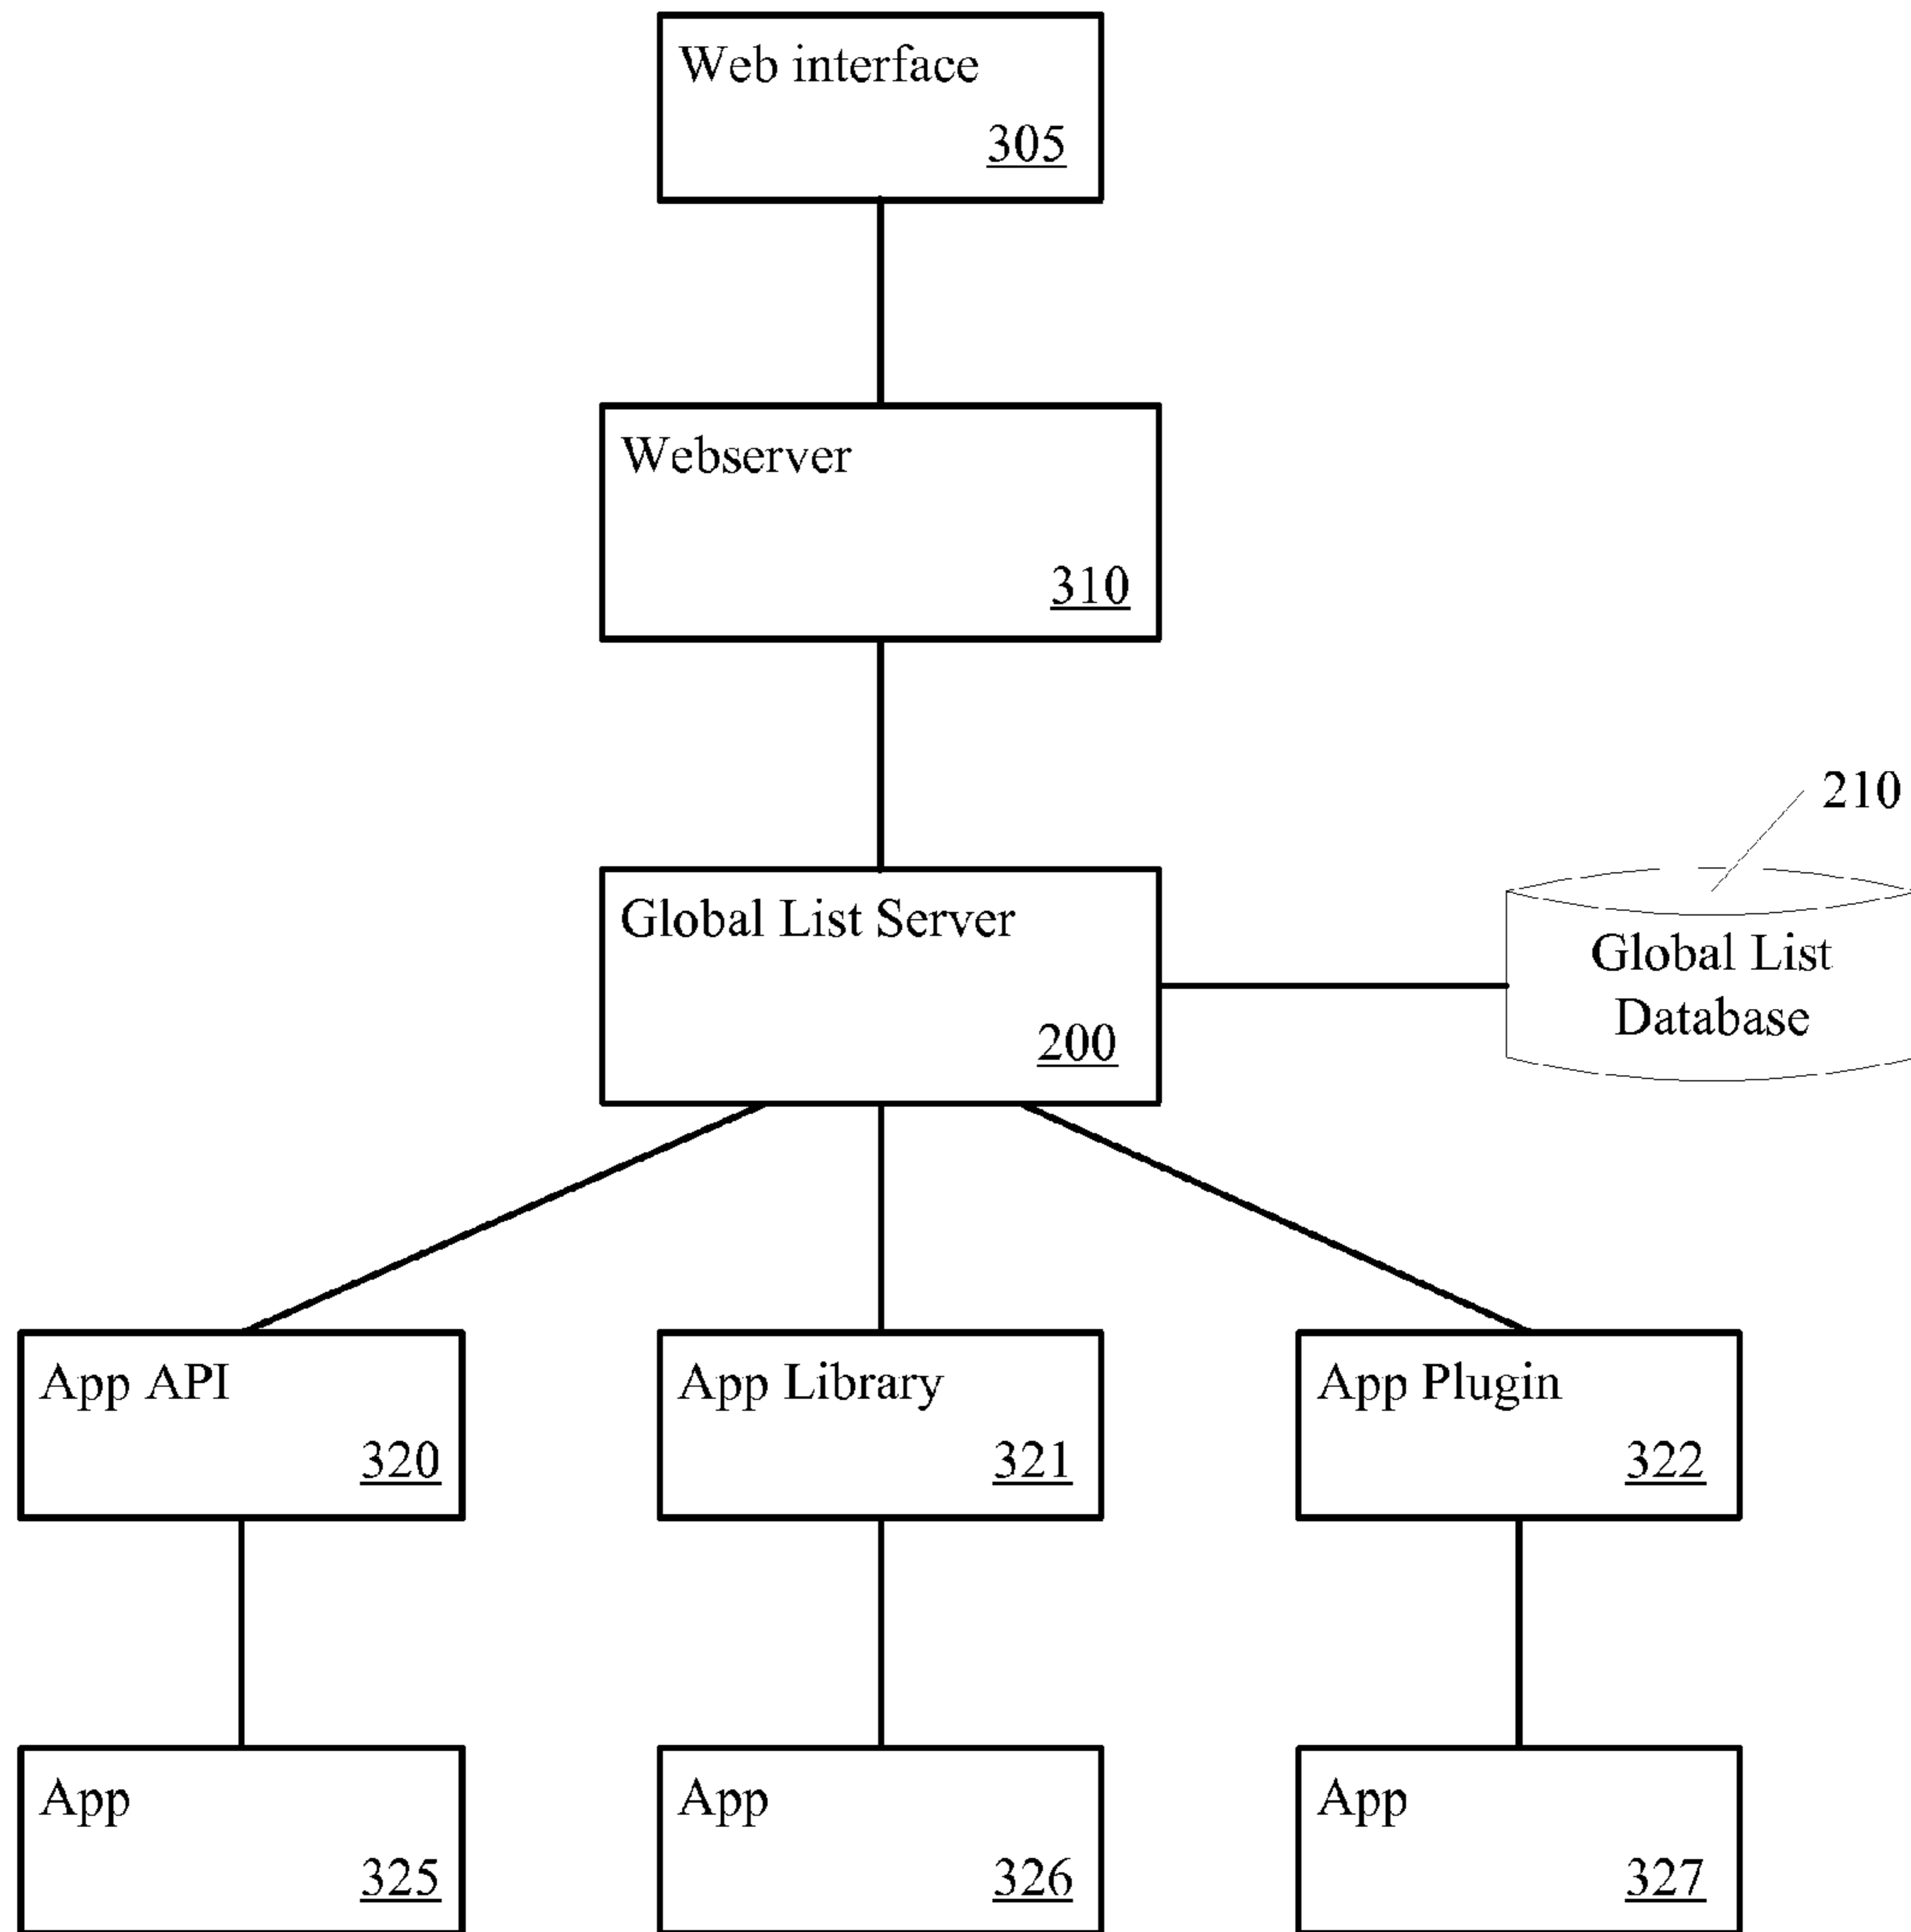 Web interface
305
Webserver
310
210
Global List Server
200
Global List
Database
App API
320
App Library
321
App Plugin
322
App
325
App
326
App
327